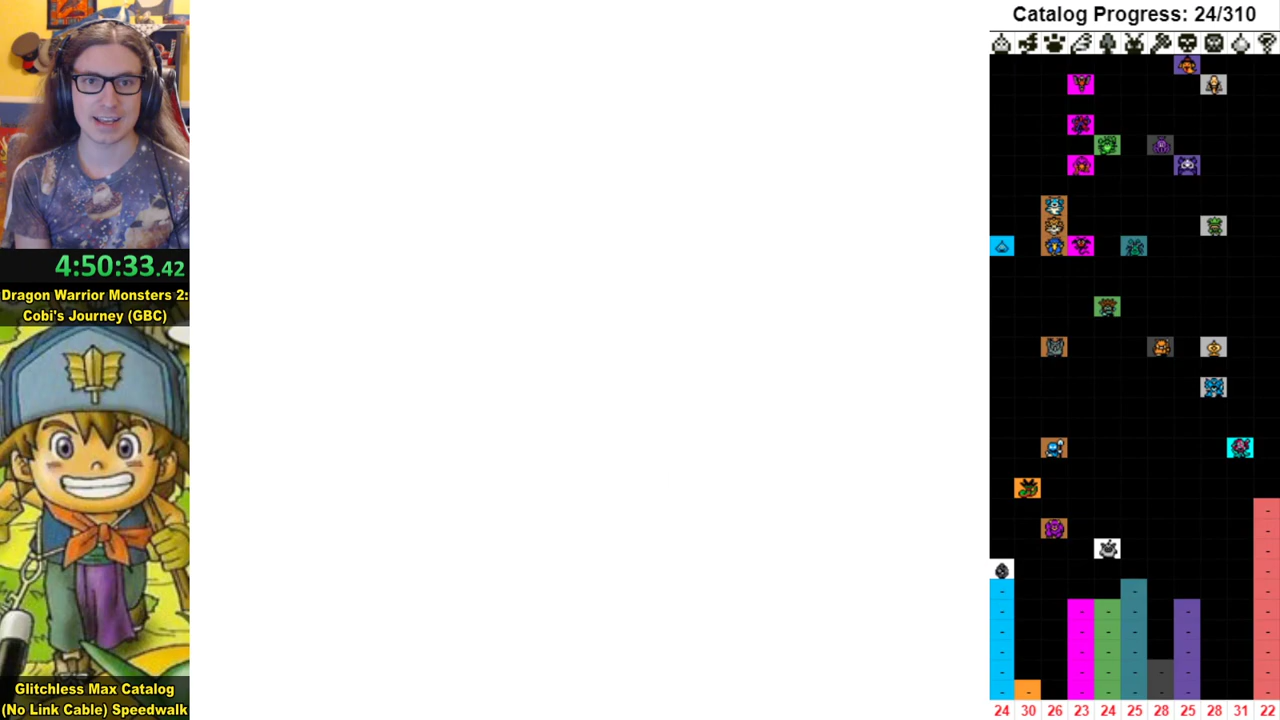 Catalog Progress: 24/310
4:50:33.42
Dragon Warrior Monsters 2:
Cobi's Journey (GBC)
Glitchless Max Catalog
(No Link Cable) Speedwalk
24 30 26 23 24 25 28 25 28 31 22